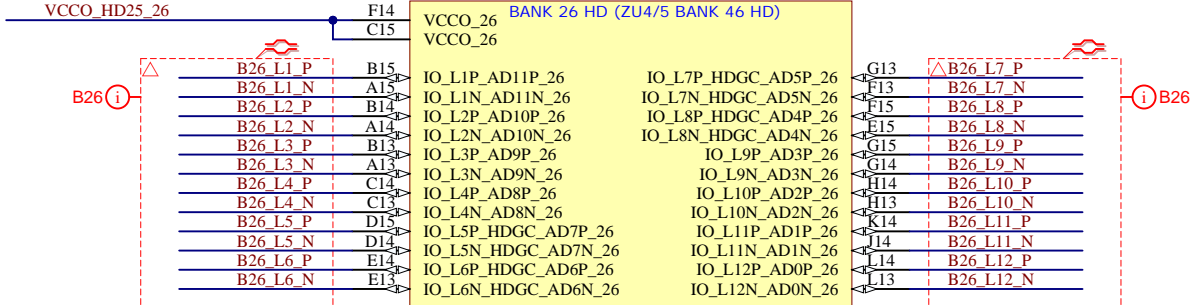 VCCO_HD25_26
F14
C15
VCCO_26
VCCO_26
BANK 26 HD (ZU4/5 BANK 46 HD)
B26
i
B26_L1_P B15 IO_L1P_AD11P_26 IO_L7P_HDGC_AD5P_26 G13 B26_L7_P
B26_L1_N A15 IO_L1N_AD11N_26 IO_L7N_HDGC_AD5N_26 F13 B26_L7_N
B26_L2_P B14 IO_L2P_AD10P_26 IO_L8P_HDGC_AD4P_26 F15 B26_L8_P
B26_L2_N A14 IO_L2N_AD10N_26 IO_L8N_HDGC_AD4N_26 E15 B26_L8_N
B26_L3_P B13 IO_L3P_AD9P_26 IO_L9P_AD3P_26 G15 B26_L9_P
B26_L3_N A13 IO_L3N_AD9N_26 IO_L9N_AD3N_26 G14 B26_L9_N
B26_L4_P C14 IO_L4P_AD8P_26 IO_L10P_AD2P_26 H14 B26_L10_P
B26_L4_N C13 IO_L4N_AD8N_26 IO_L10N_AD2N_26 H13 B26_L10_N
B26_L5_P D15 IO_L5P_HDGC_AD7P_26 IO_L11P_AD1P_26 K14 B26_L11_P
B26_L5_N D14 IO_L5N_HDGC_AD7N_26 IO_L11N_AD1N_26 J14 B26_L11_N
B26_L6_P E14 IO_L6P_HDGC_AD6P_26 IO_L12P_AD0P_26 L14 B26_L12_P
B26_L6_N E13 IO_L6N_HDGC_AD6N_26 IO_L12N_AD0N_26 L13 B26_L12_N
i
B26